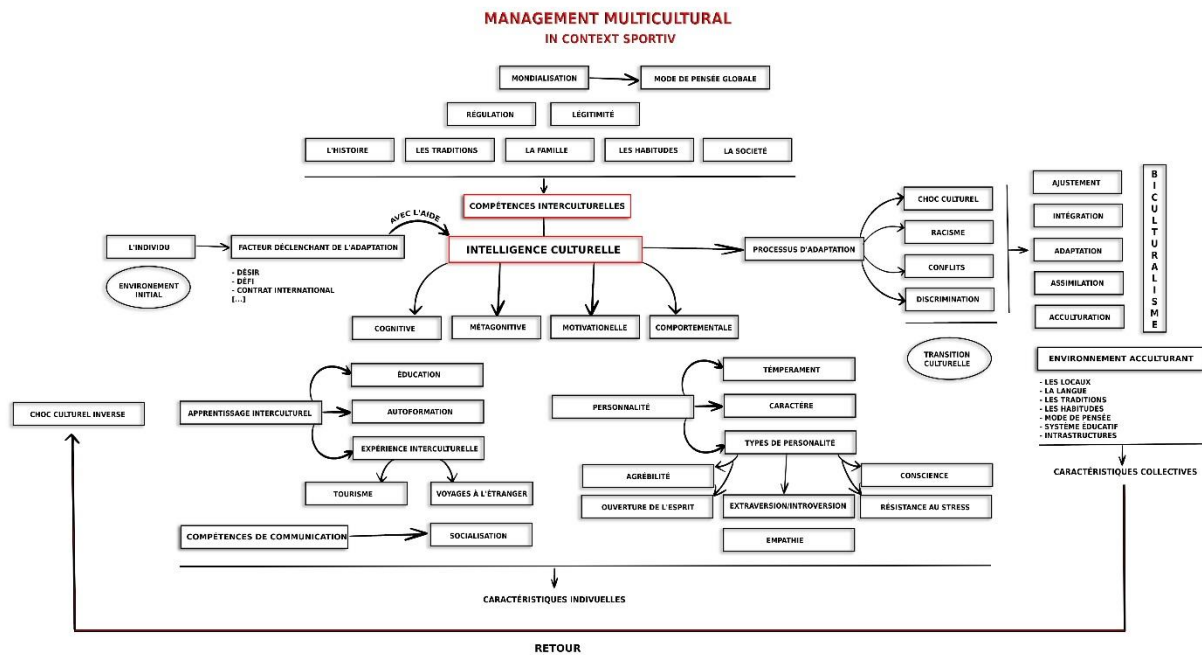 MANAGEMENT MULTICULTURAL
IN CONTEXT SPORTIV
MONDIALISATION
MODE DE PENSÉE GLOBALE
RÉGULATION
LÉGITIMITÉ
L'HISTOIRE
LES TRADITIONS
LA FAMILLE
LES HABITUDES
LA SOCIETÉ
COMPÉTENCES INTERCULTURELLES
AVEC L'AIDE
L'INDIVIDU
FACTEUR DÉCLENCHANT DE L'ADAPTATION
INTELLIGENCE CULTURELLE
PROCESSUS D'ADAPTATION
ENVIRONEMENT
INITIAL
- DÉSIR
- DÉFI
- CONTRAT INTERNATIONAL
[...]
COGNITIVE
MÉTAGONITIVE
MOTIVATIONELLE
COMPORTEMENTALE
CHOC CULTUREL
RACISME
CONFLITS
DISCRIMINATION
TRANSITION
CULTURELLE
AJUSTEMENT
INTÉGRATION
ADAPTATION
ASSIMILATION
ACCULTURATION
BICULTURALISME
ENVIRONNEMENT ACCULTURANT
- LES LOCAUX
- LA LANGUE
- LES TRADITIONS
- LES HABITUDES
- MODE DE PENSÉE
- SYSTÈME ÉDUCATIF
- INTRASTRUCTURES
CARACTÉRISTIQUES COLLECTIVES
CHOC CULTUREL INVERSE
APPRENTISSAGE INTERCULTUREL
ÉDUCATION
AUTOFORMATION
EXPÉRIENCE INTERCULTURELLE
TOURISME
VOYAGES À L'ÉTRANGER
COMPÉTENCES DE COMMUNICATION
SOCIALISATION
PERSONNALITÉ
TÉMPERAMENT
CARACTÉRE
TYPES DE PERSONALITÉ
AGRÉBILITÉ
CONSCIENCE
OUVERTURE DE L'ESPRIT
EXTRAVERSION/INTROVERSION
RÉSISTANCE AU STRESS
EMPATHIE
CARACTÉRISTIQUES INDIVUELLES
RETOUR